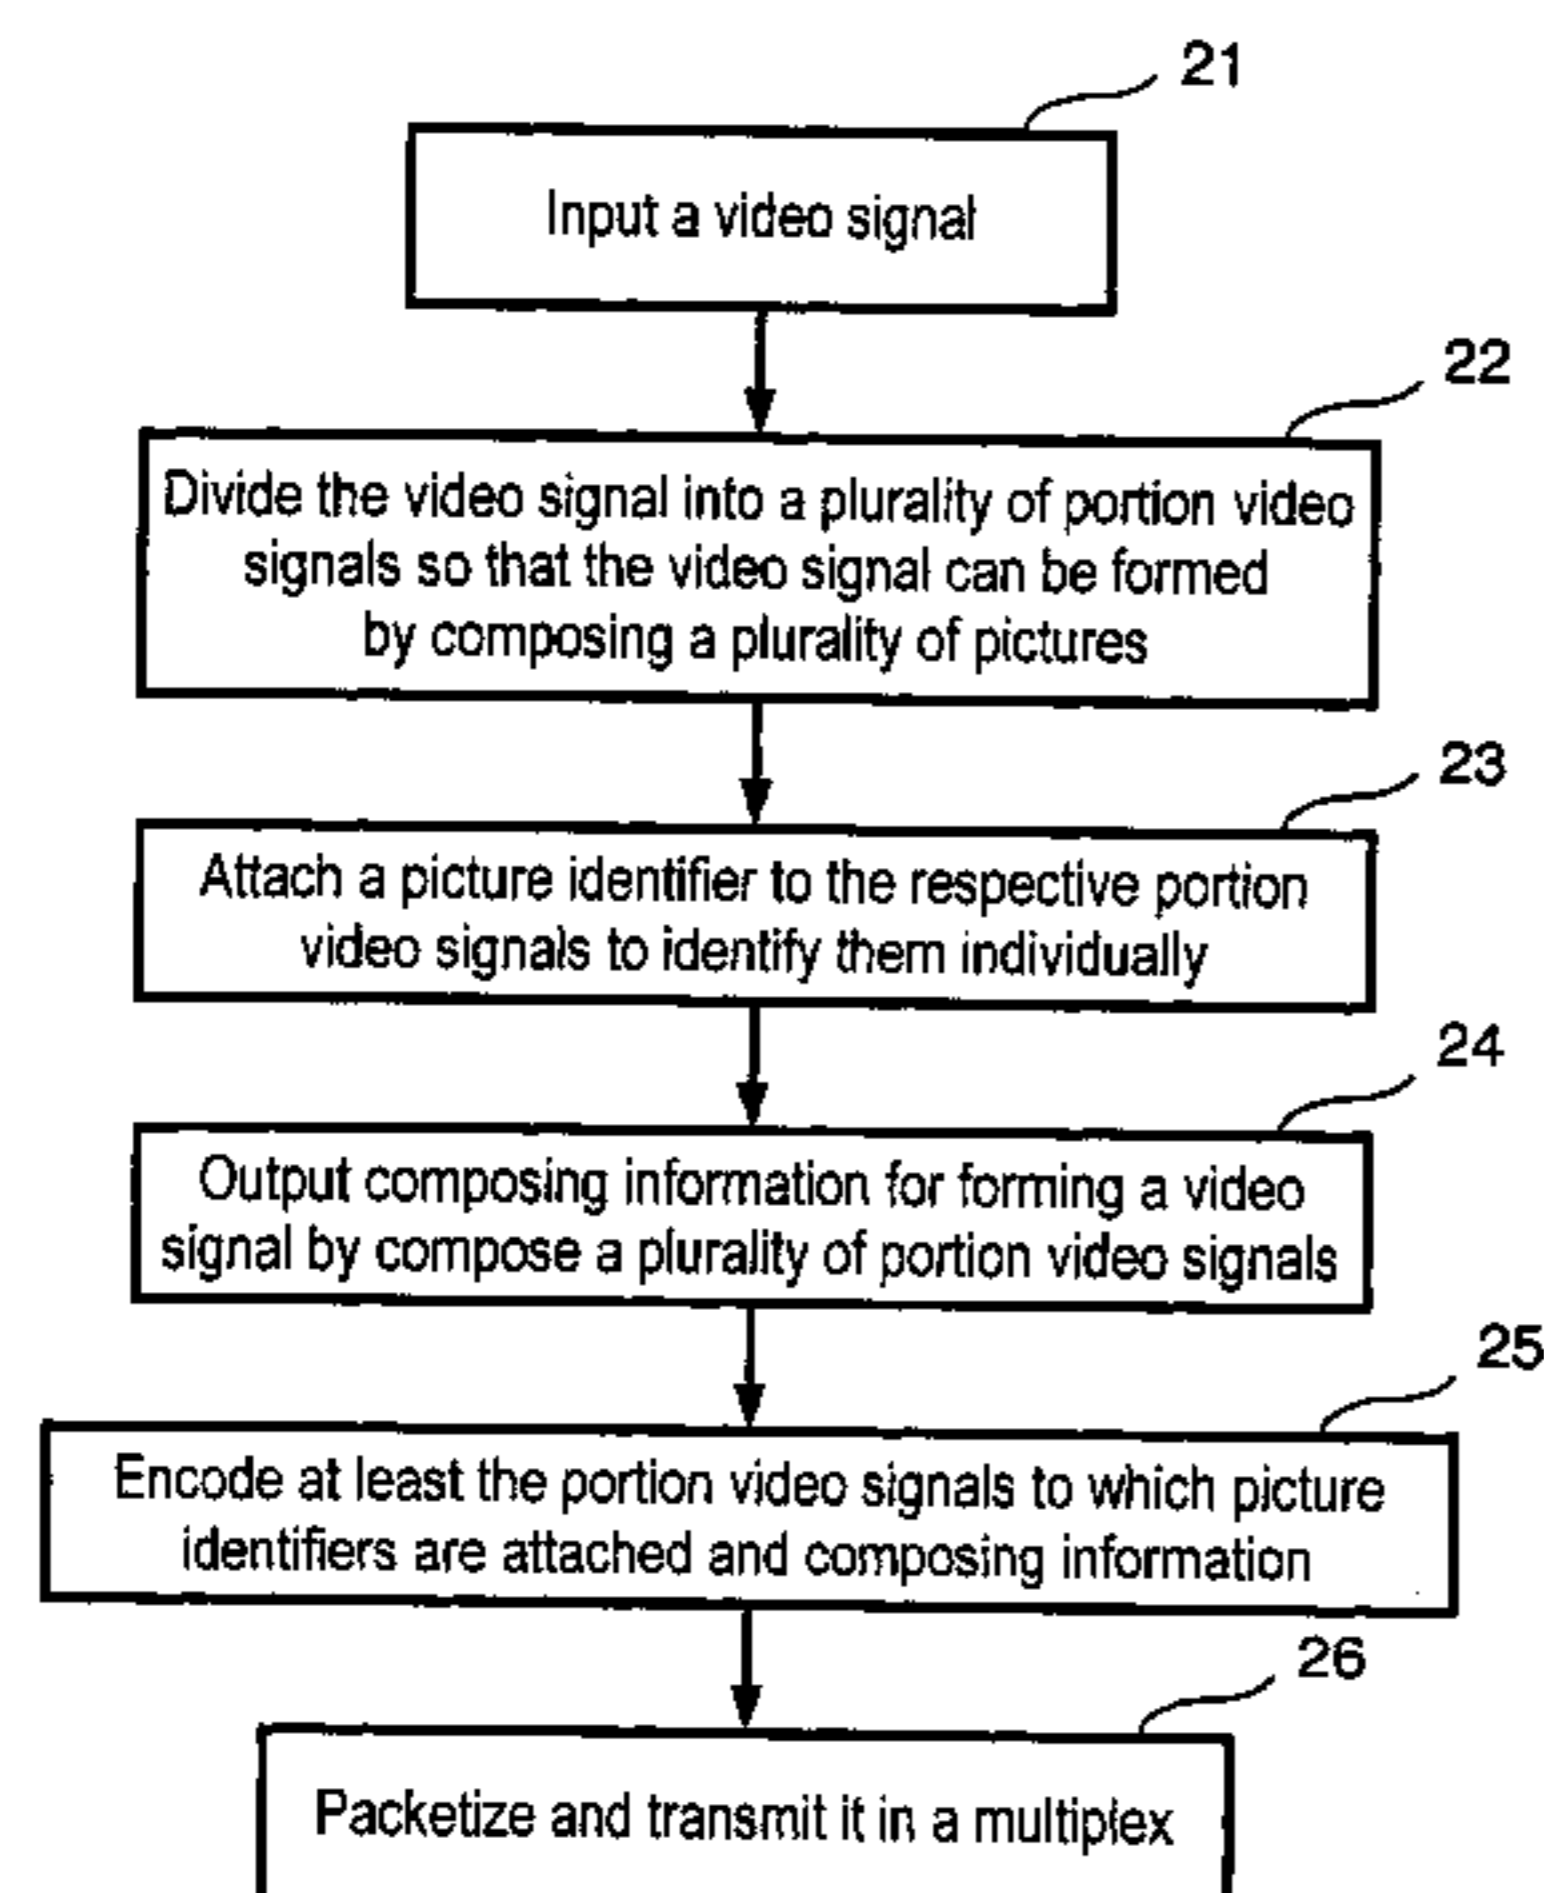 21
Input a video signal
22
Divide the video signal into a plurality of portion video
signals so that the video signal can be formed
by composing a plurality of pictures
23
Attach a picture identifier to the respective portion
video signals to identify them individually
24
Output composing information for forming a video
signal by compose a plurality of portion video signals
25
Encode at least the portion video signals to which picture
identifiers are attached and composing information
26
Packetize and transmit it in a multiplex